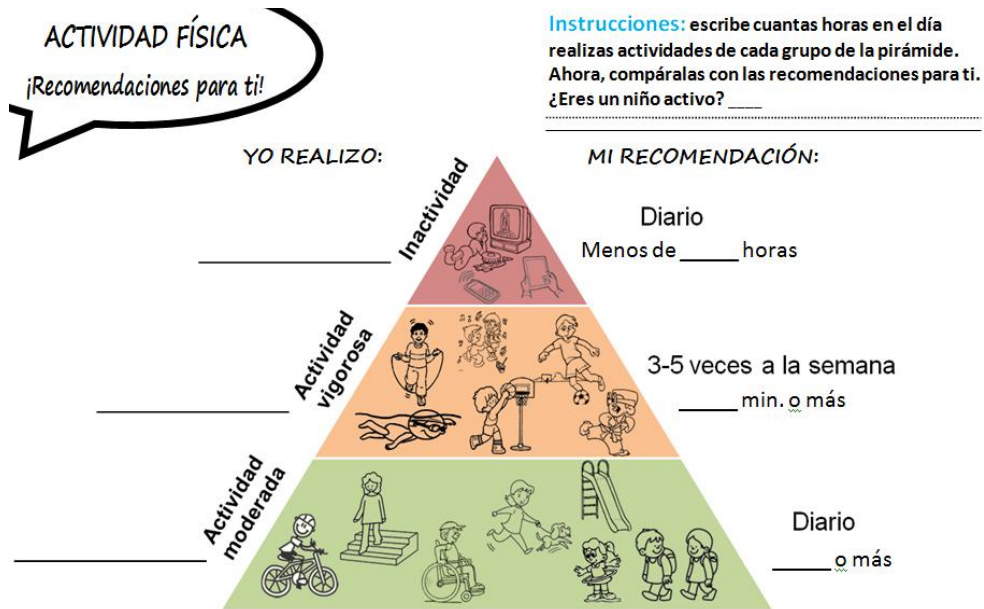 ACTIVIDAD FÍSICA
¡Recomendaciones para ti!
Instrucciones: escribe cuantas horas en el día
realizas actividades de cada grupo de la pirámide.
Ahora, compáralas con las recomendaciones para ti.
¿Eres un niño activo? ____
YO REALIZO:
MI RECOMENDACIÓN:
Inactividad
Diario
Menos de _____ horas
Actividad
vigorosa
3-5 veces a la semana
_____ min. o más
Actividad
moderada
Diario
_____ o más